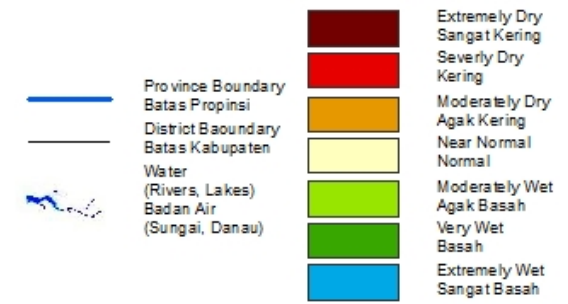 Province Boundary
Batas Propinsi
District Baoundary
Batas Kabupaten
Water
(Rivers, Lakes)
Badan Air
(Sungai, Danau)
Extremely Dry
Sangat Kering
Severly Dry
Kering
Moderately Dry
Agak Kering
Near Normal
Normal
Moderately Wet
Agak Basah
Very Wet
Basah
Extremely Wet
Sangat Basah